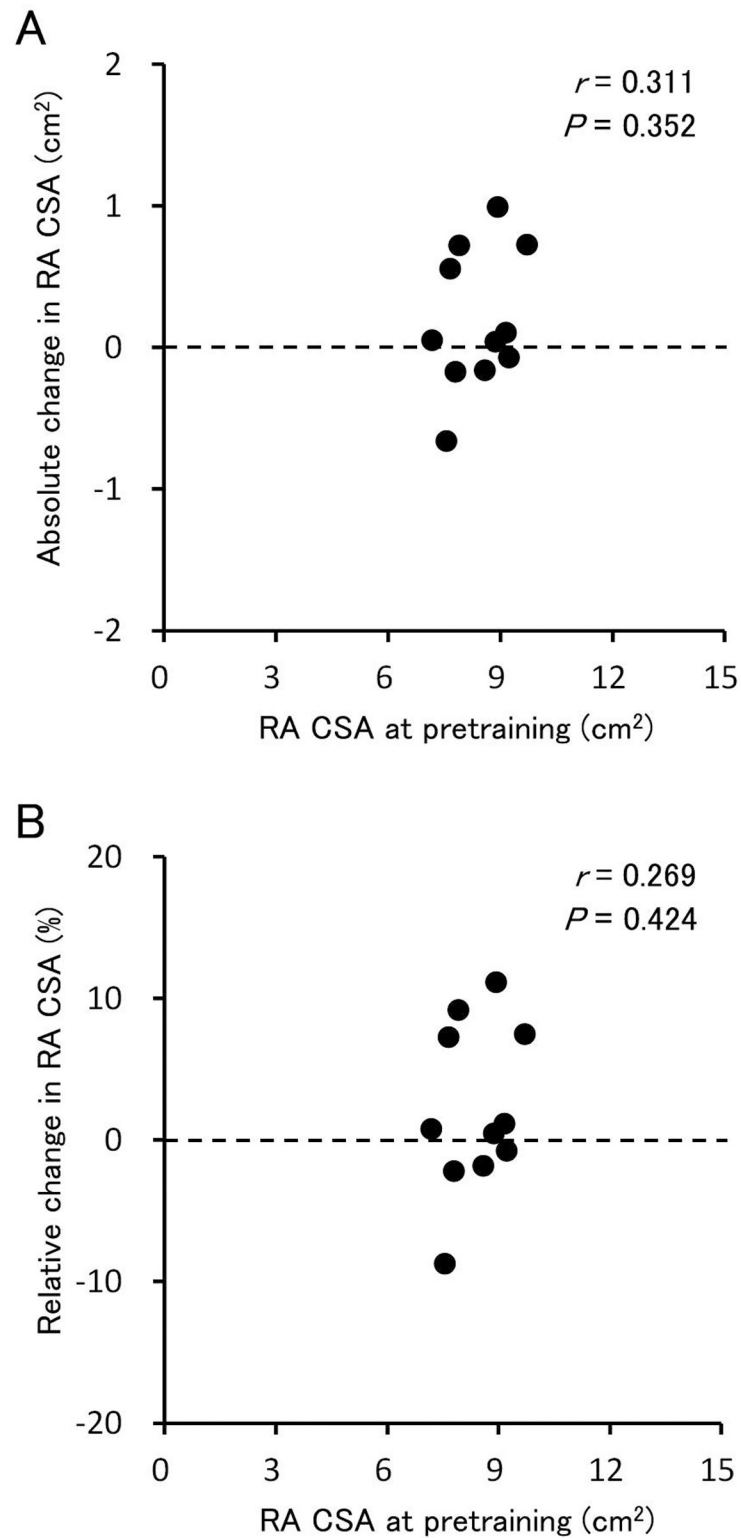 A
r = 0.311
P = 0.352
Absolute change in RA CSA (cm²)
2
1
0
-1
-2
0 3 6 9 12 15
RA CSA at pretraining (cm²)
B
r = 0.269
P = 0.424
Relative change in RA CSA (%)
20
10
0
-10
-20
0 3 6 9 12 15
RA CSA at pretraining (cm²)